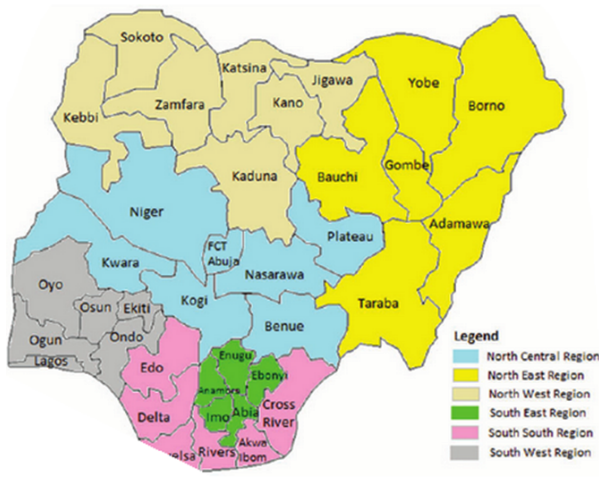 Sokoto
Katsina
Jigawa
Yobe
Borno
Kebbi
Zamfara
Kano
Kaduna
Bauchi
Gombe
Niger
Adamawa
Plateau
FCT
Abuja
Kwara
Nasarawa
Oyo
Kogi
Taraba
Osun
Ekiti
Benue
Ogun
Ondo
Lagos
Edo
Enugu
Ebonyi
Anamora
Delta
Imo
Abia
Cross
River
elsa
Rivers
Akwa
Ibom
Legend
North Central Region
North East Region
North West Region
South East Region
South South Region
South West Region